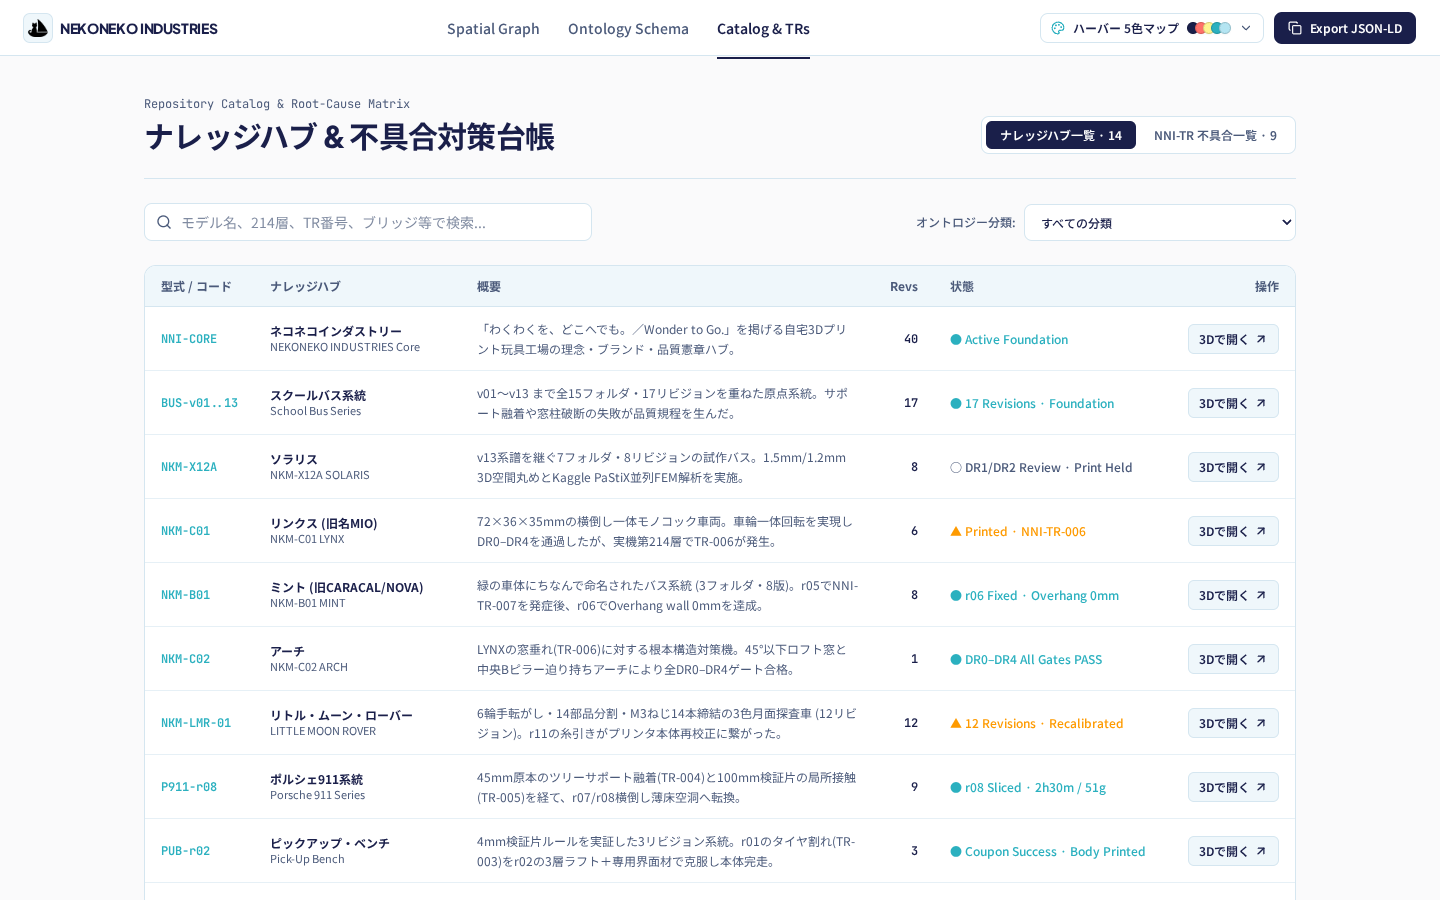 NEKONEKO INDUSTRIES
Spatial Graph
Ontology Schema
Catalog & TRs
ハーバー 5色マップ
Export JSON-LD
Repository Catalog & Root-Cause Matrix
ナレッジハブ & 不具合対策台帳
ナレッジハブ一覧・14
NNI-TR 不具合一覧・9
モデル名、214層、TR番号、ブリッジ等で検索...
オントロジー分類:
すべての分類
型式 / コード
ナレッジハブ
概要
Revs
状態
操作
NNI-CORE
ネコネコインダストリー
NEKONEKO INDUSTRIES Core
「わくわくを、どこへでも。／Wonder to Go.」を掲げる自宅3Dプリ
ント玩具工場の理念・ブランド・品質憲章ハブ。
40
● Active Foundation
3Dで開く
BUS-v01..13
スクールバス系統
School Bus Series
v01〜v13 まで全15フォルダ・17リビジョンを重ねた原点系統。サポ
ート融着や窓柱破断の失敗が品質規程を生んだ。
17
● 17 Revisions · Foundation
3Dで開く
NKM-X12A
ソラリス
NKM-X12A SOLARIS
v13系譜を継ぐ7フォルダ・8リビジョンの試作バス。1.5mm/1.2mm
3D空間丸めとKaggle PaStiX並列FEM解析を実施。
8
○ DR1/DR2 Review · Print Held
3Dで開く
NKM-C01
リンクス (旧名MIO)
NKM-C01 LYNX
72×36×35mmの横倒し一体モノコック車両。車輪一体回転を実現し
DR0–DR4を通過したが、実機第214層でTR-006が発生。
6
▲ Printed · NNI-TR-006
3Dで開く
NKM-B01
ミント (旧CARACAL/NOVA)
NKM-B01 MINT
緑の車体にちなんで命名されたバス系統 (3フォルダ・8版)。r05でNNI-
TR-007を発症後、r06でOverhang wall 0mmを達成。
8
● r06 Fixed · Overhang 0mm
3Dで開く
NKM-C02
アーチ
NKM-C02 ARCH
LYNXの窓垂れ(TR-006)に対する根本構造対策機。45°以下ロフト窓と
中央Bピラー迫り持ちアーチにより全DR0–DR4ゲート合格。
1
● DR0–DR4 All Gates PASS
3Dで開く
NKM-LMR-01
リトル・ムーン・ローバー
LITTLE MOON ROVER
6輪手転がし・14部品分割・M3ねじ14本締結の3色月面探査車 (12リビ
ジョン)。r11の糸引きがプリンタ本体再校正に繋がった。
12
▲ 12 Revisions · Recalibrated
3Dで開く
P911-r08
ポルシェ911系統
Porsche 911 Series
45mm原本のツリーサポート融着(TR-004)と100mm検証片の局所接触
(TR-005)を経て、r07/r08横倒し薄床空洞へ転換。
9
● r08 Sliced · 2h30m / 51g
3Dで開く
PUB-r02
ピックアップ・ベンチ
Pick-Up Bench
4mm検証片ルールを実証した3リビジョン系統。r01のタイヤ割れ(TR-
003)をr02の3層ラフト＋専用界面材で克服し本体完走。
3
● Coupon Success · Body Printed
3Dで開く